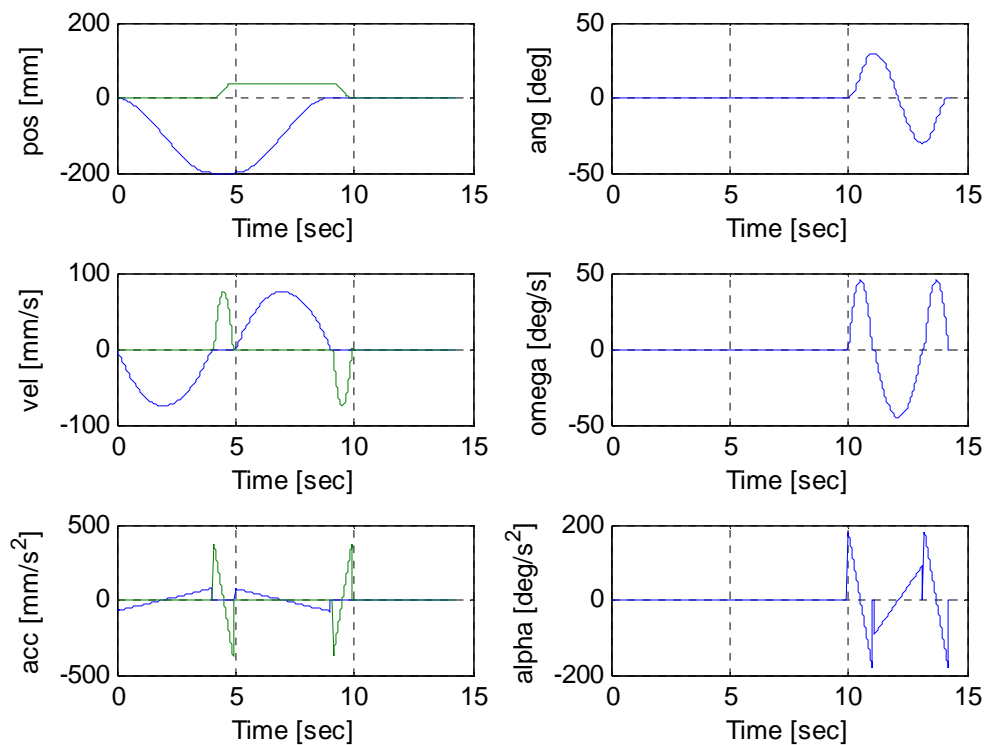 200
0
-200
pos [mm]
0 5 10 15
Time [sec]
50
0
-50
ang [deg]
0 5 10 15
Time [sec]
100
0
-100
vel [mm/s]
0 5 10 15
Time [sec]
50
0
-50
omega [deg/s]
0 5 10 15
Time [sec]
500
0
-500
acc [mm/s²]
0 5 10 15
Time [sec]
200
0
-200
alpha [deg/s²]
0 5 10 15
Time [sec]